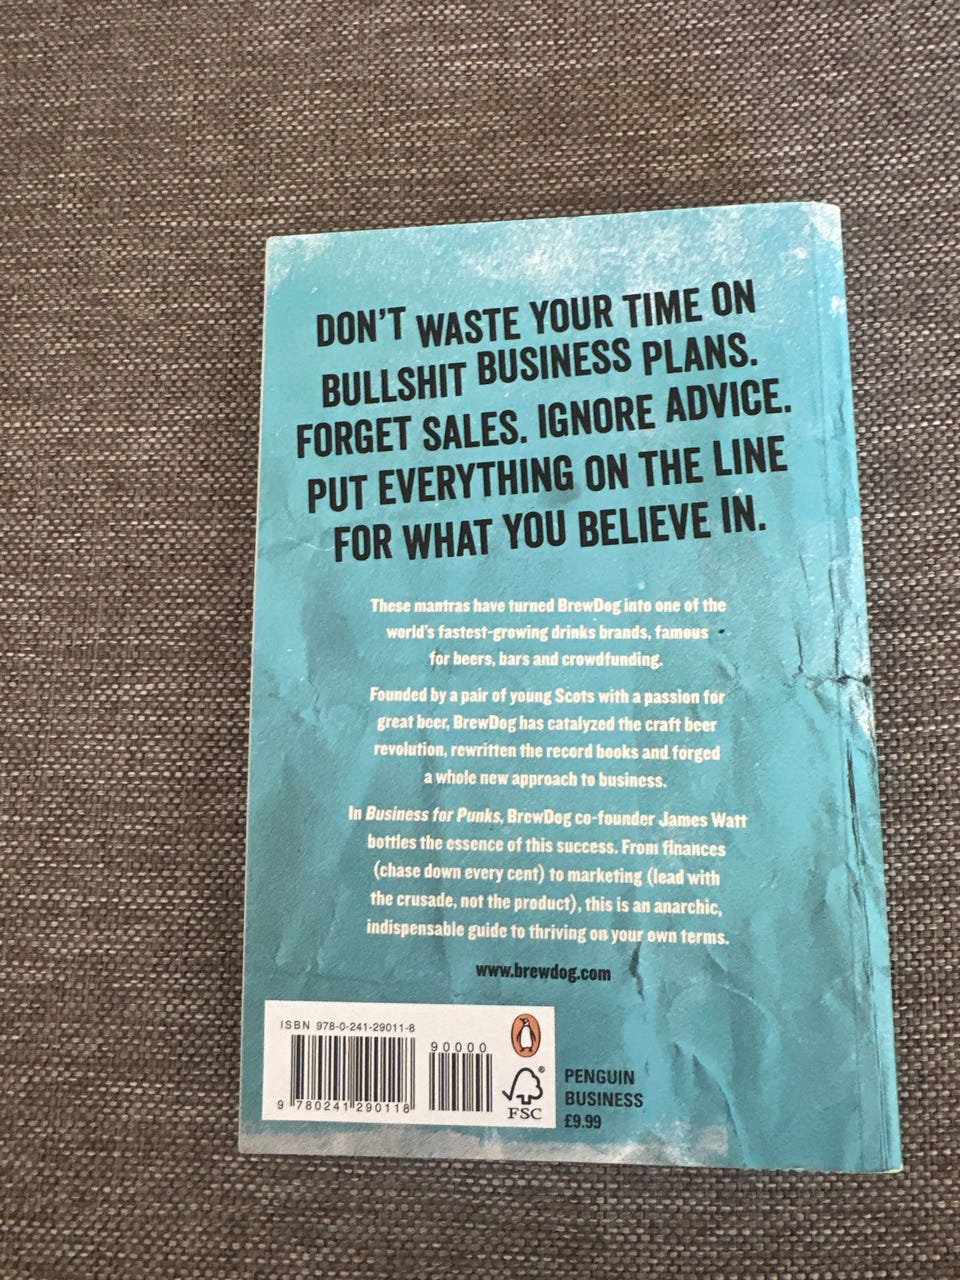 DON'T WASTE YOUR TIME ON
BULLSHIT BUSINESS PLANS.
FORGET SALES. IGNORE ADVICE.
PUT EVERYTHING ON THE LINE
FOR WHAT YOU BELIEVE IN.
These mantras have turned BrewDog into one of the
world's fastest-growing drinks brands, famous
for beers, bars and crowdfunding.
Founded by a pair of young Scots with a passion for
great beer, BrewDog has catalyzed the craft beer
revolution, rewritten the record books and forged
a whole new approach to business.
In Business for Punks, BrewDog co-founder James Watt
bottles the essence of this success. From finances
(chase down every cent) to marketing (lead with
the crusade, not the product), this is an anarchic,
indispensable guide to thriving on your own terms.
www.brewdog.com
ISBN 978-0-241-29011-8
90000
9 780241 290118
FSC®
PENGUIN
BUSINESS
£9.99